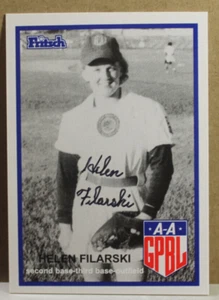 Fritsch
Helen
Filarski
HELEN FILARSKI
second base-third base-outfield
A-A
GPBL